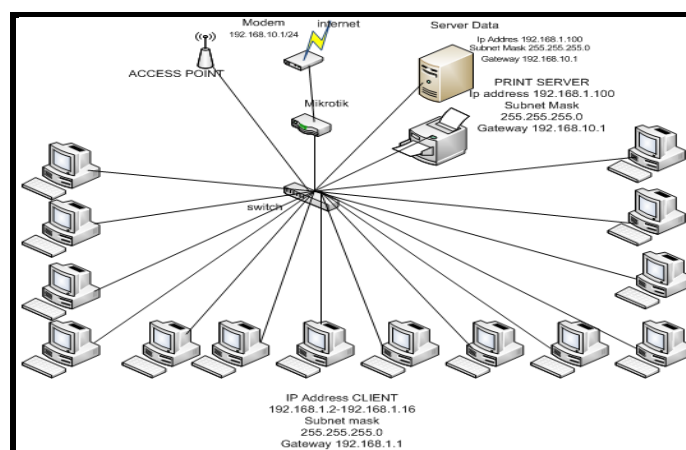 Modem
192.168.10.1/24
internet
Server Data
Ip Addres 192.168.1.100
Subnet Mask 255.255.255.0
Gateway 192.168.10.1
ACCESS POINT
Mikrotik
PRINT SERVER
Ip address 192.168.1.100
Subnet Mask
255.255.255.0
Gateway 192.168.10.1
switch
IP Address CLIENT
192.168.1.2-192.168.1.16
Subnet mask
255.255.255.0
Gateway 192.168.1.1